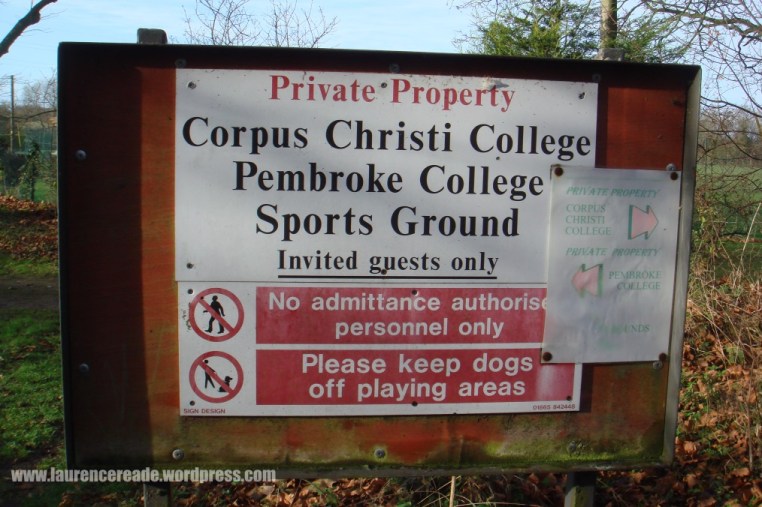 Private Property
Corpus Christi College
Pembroke College
Sports Ground
Invited guests only
PRIVATE PROPERTY
CORPUS
CHRISTI
COLLEGE
PRIVATE PROPERTY
PEMBROKE
COLLEGE
No admittance authorise
personnel only
Please keep dogs
off playing areas
SIGN DESIGN
www.laurencereade.wordpress.com